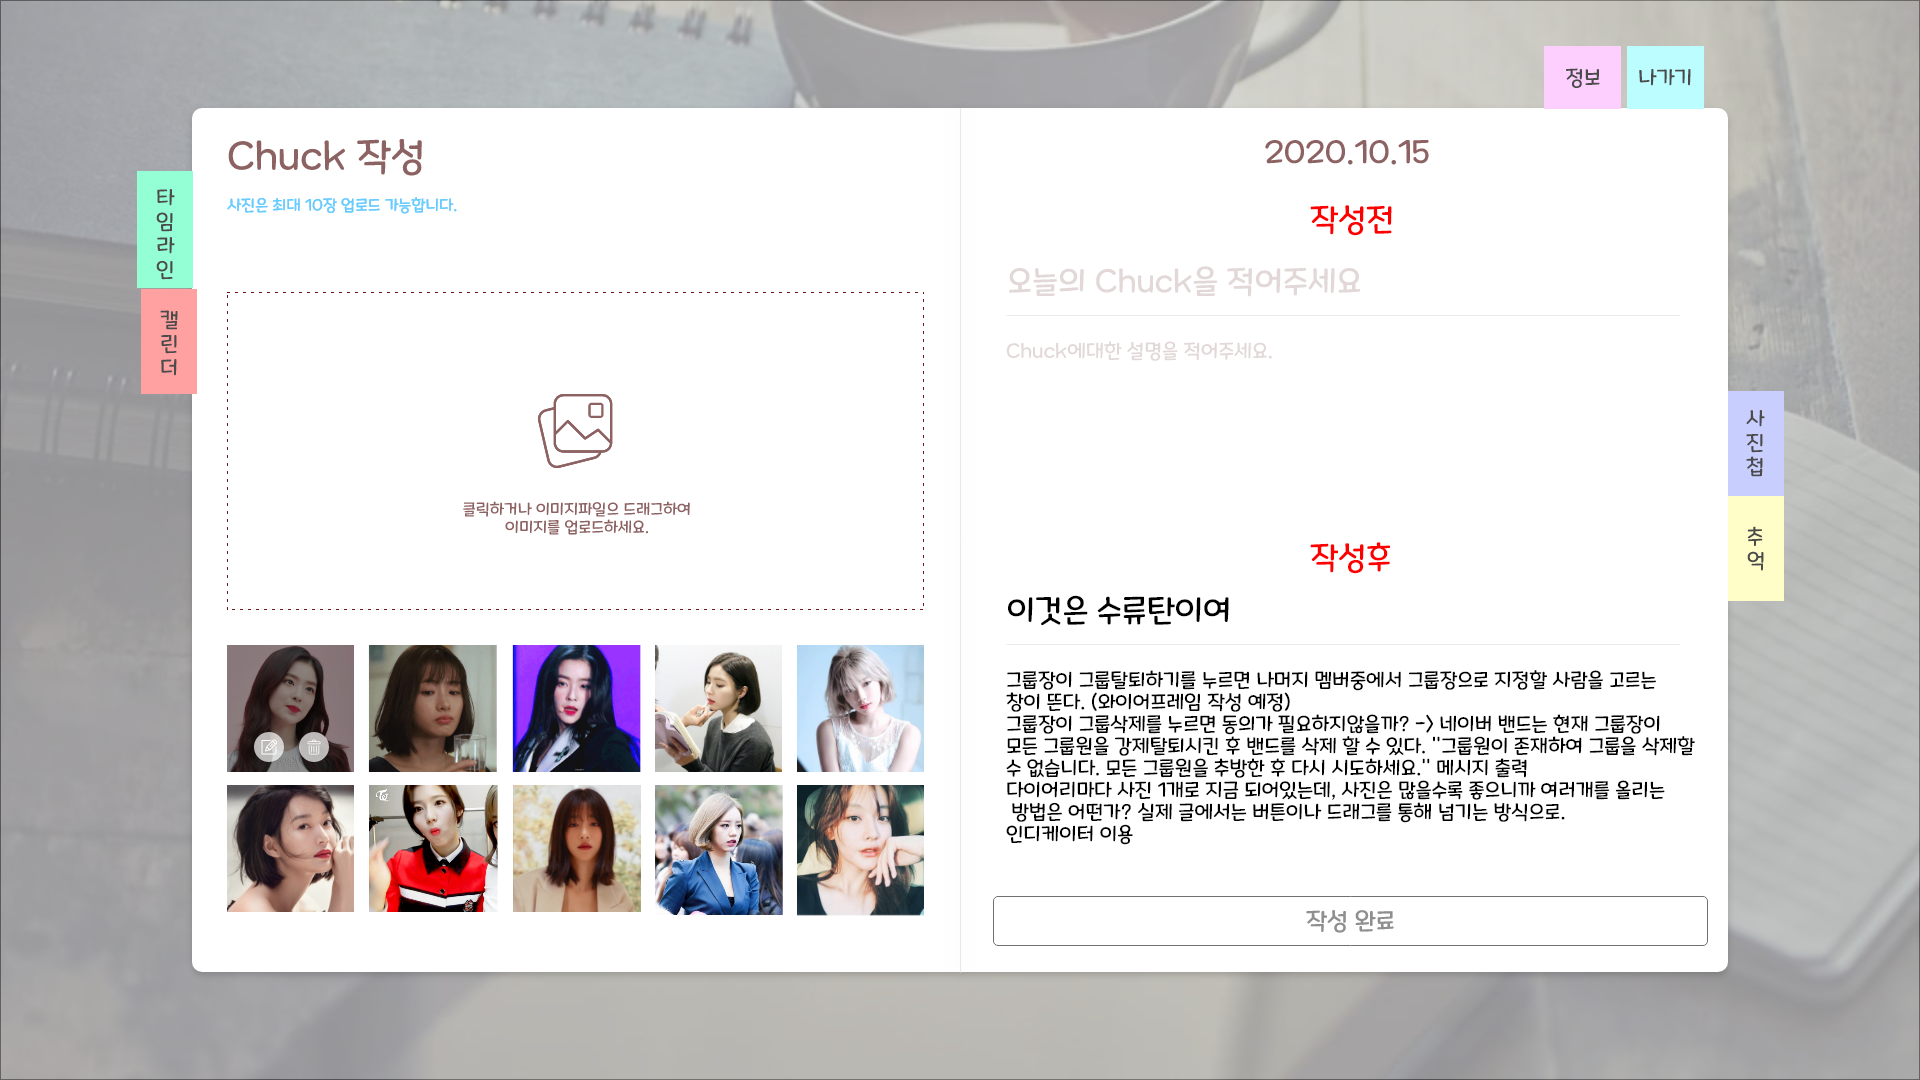 정보
나가기
Chuck 작성
사진은 최대 10장 업로드 가능합니다.
타임라인
캘린더
클릭하거나 이미지파일으 드래그하여
이미지를 업로드하세요.
2020.10.15
작성전
오늘의 Chuck을 적어주세요
Chuck에대한 설명을 적어주세요.
작성후
이것은 수류탄이여
그룹장이 그룹탈퇴하기를 누르면 나머지 멤버중에서 그룹장으로 지정할 사람을 고르는
창이 뜬다. (와이어프레임 작성 예정)
그룹장이 그룹삭제를 누르면 동의가 필요하지않을까? -> 네이버 밴드는 현재 그룹장이
모든 그룹원을 강제탈퇴시킨 후 밴드를 삭제 할 수 있다. "그룹원이 존재하여 그룹을 삭제할
수 없습니다. 모든 그룹원을 추방한 후 다시 시도하세요." 메시지 출력
다이어리마다 사진 1개로 지금 되어있는데, 사진은 많을수록 좋으니까 여러개를 올리는
방법은 어떤가? 실제 글에서는 버튼이나 드래그를 통해 넘기는 방식으로.
인디케이터 이용
작성 완료
사진첩
추억